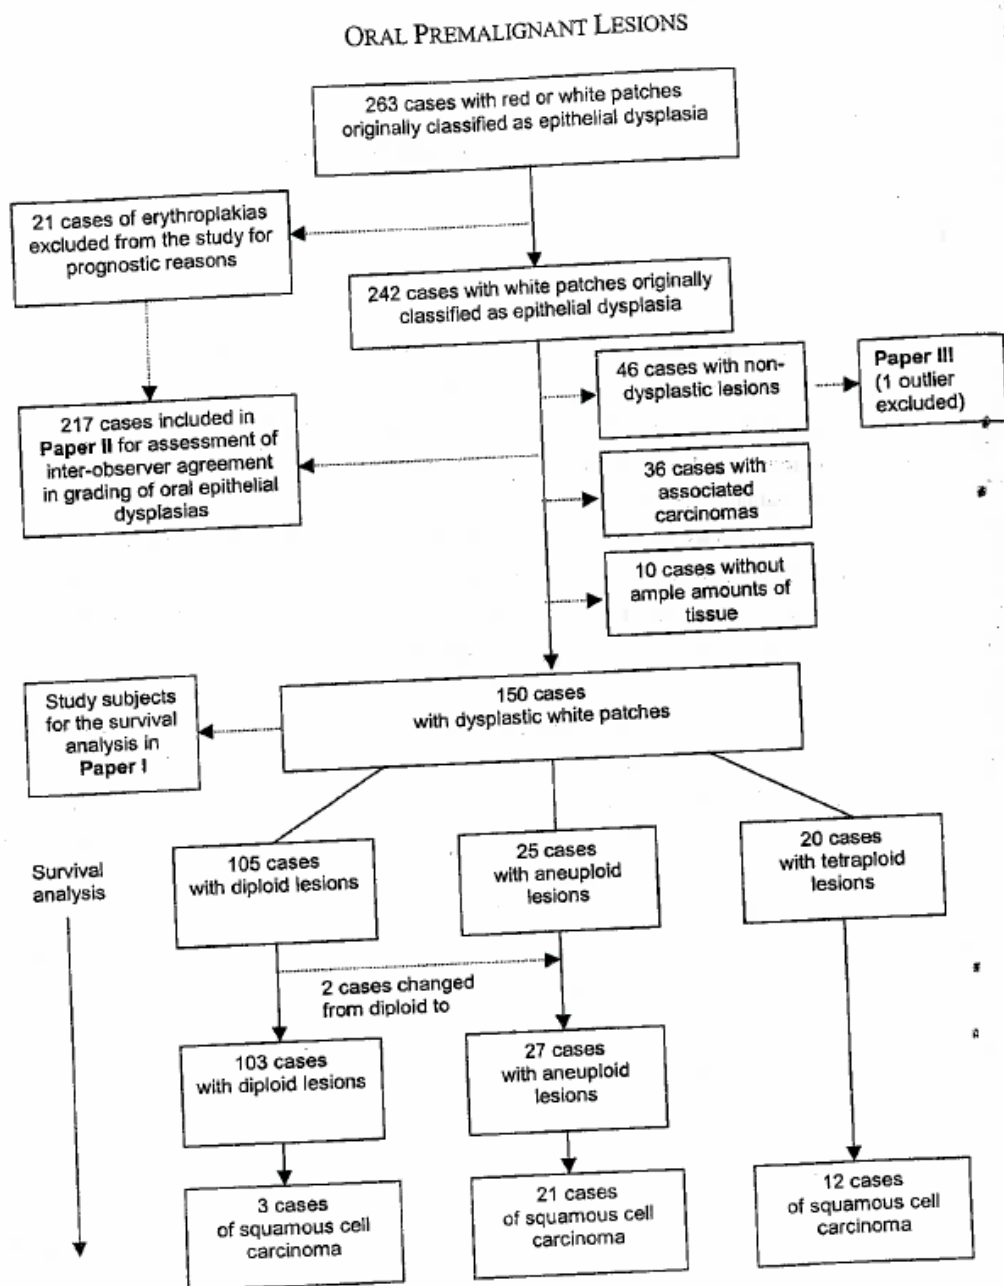 ORAL PREMALIGNANT LESIONS
263 cases with red or white patches
originally classified as epithelial dysplasia
21 cases of erythroplakias
excluded from the study for
prognostic reasons
242 cases with white patches originally
classified as epithelial dysplasia
46 cases with non-
dysplastic lesions
Paper III
(1 outlier
excluded)
217 cases included in
Paper II for assessment of
inter-observer agreement
in grading of oral epithelial
dysplasias
36 cases with
associated
carcinomas
10 cases without
ample amounts of
tissue
Study subjects
for the survival
analysis in
Paper I
150 cases
with dysplastic white patches
Survival
analysis
105 cases
with diploid lesions
25 cases
with aneuploid
lesions
20 cases
with tetraploid
lesions
2 cases changed
from diploid to
103 cases
with diploid lesions
27 cases
with aneuploid
lesions
3 cases
of squamous cell
carcinoma
21 cases
of squamous cell
carcinoma
12 cases
of squamous cell
carcinoma